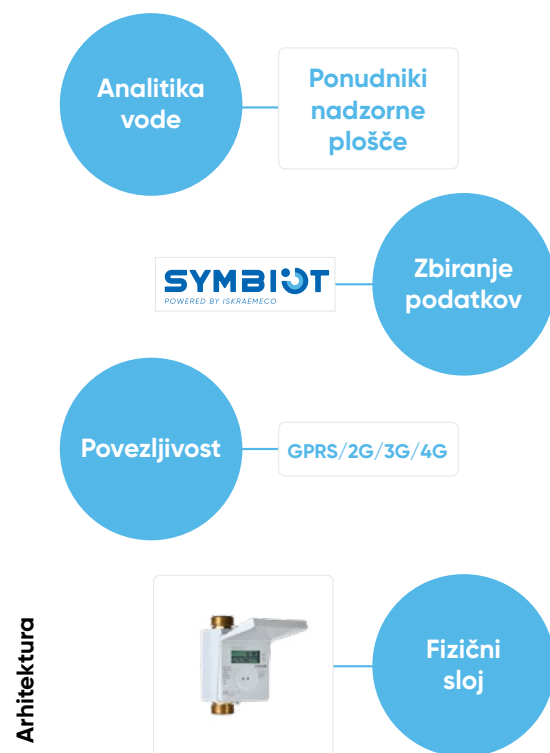 Analitika
vode
Ponudniki
nadzorne
plošče
SYMBIOT
POWERED BY ISKRAEMECO
Zbiranje
podatkov
Povezljivost
GPRS/2G/3G/4G
Fizični
sloj
Arhitektura